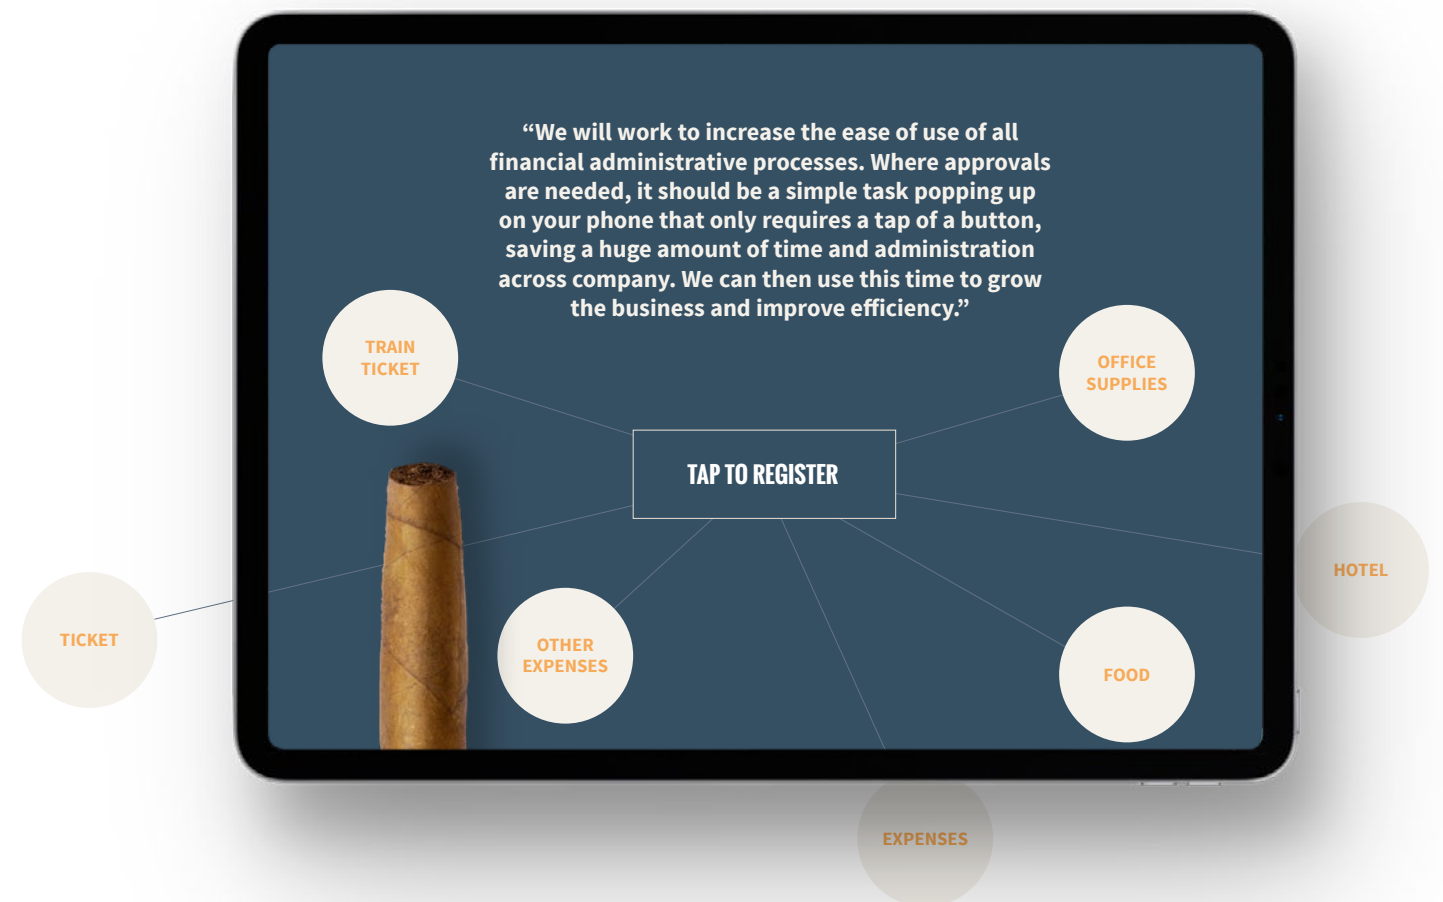 “We will work to increase the ease of use of all
financial administrative processes. Where approvals
are needed, it should be a simple task popping up
on your phone that only requires a tap of a button,
saving a huge amount of time and administration
across company. We can then use this time to grow
the business and improve efficiency.”
TRAIN
TICKET
OFFICE
SUPPLIES
TAP TO REGISTER
HOTEL
TICKET
OTHER
EXPENSES
FOOD
EXPENSES